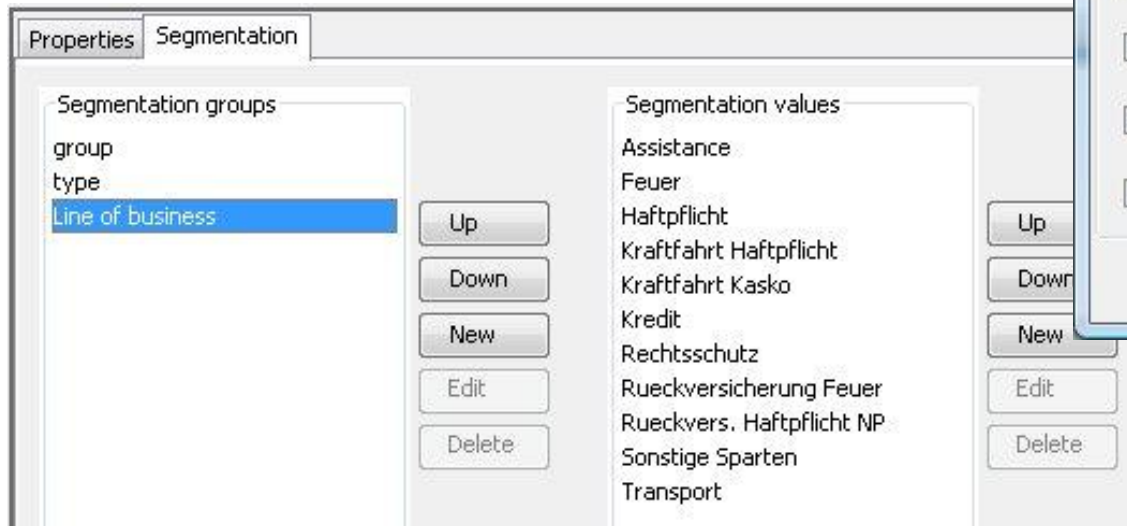 Properties Segmentation
Segmentation groups
group
type
Line of business
Up
Down
New
Edit
Delete
Segmentation values
Assistance
Feuer
Haftpflicht
Kraftfahrt Haftpflicht
Kraftfahrt Kasko
Kredit
Rechtsschutz
Rueckversicherung Feuer
Rueckvers. Haftpflicht NP
Sonstige Sparten
Transport
Up
Down
New
Edit
Delete